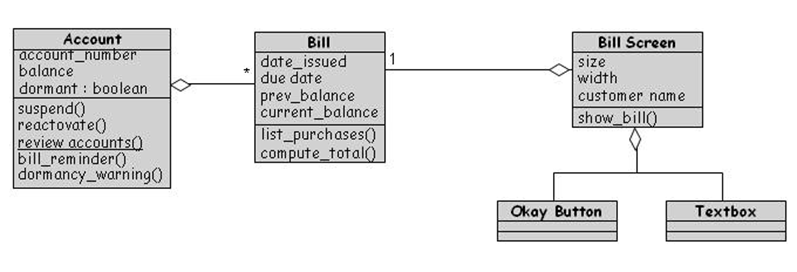 Account
account_number
balance
dormant : boolean
suspend()
reactovate()
review accounts()
bill_reminder()
dormancy_warning()
*
Bill
date_issued
due date
prev_balance
current_balance
list_purchases()
compute_total()
1
Bill Screen
size
width
customer name
show_bill()
Okay Button
Textbox